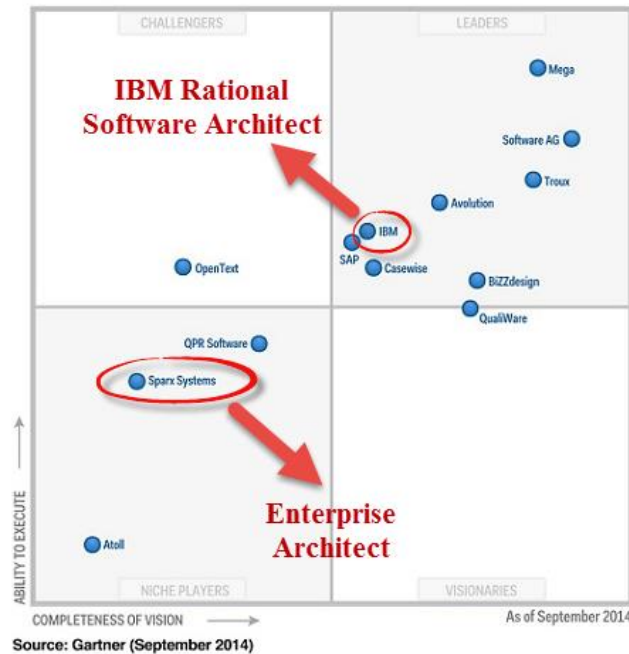 CHALLENGERS
LEADERS
Mega
IBM Rational
Software Architect
Software AG
Troux
Avolution
IBM
SAP
Casewise
OpenText
BiZZdesign
QualiWare
QPR Software
Sparx Systems
Enterprise
Architect
Atoll
ABILITY TO EXECUTE
NICHE PLAYERS
VISIONARIES
COMPLETENESS OF VISION
As of September 2014
Source: Gartner (September 2014)